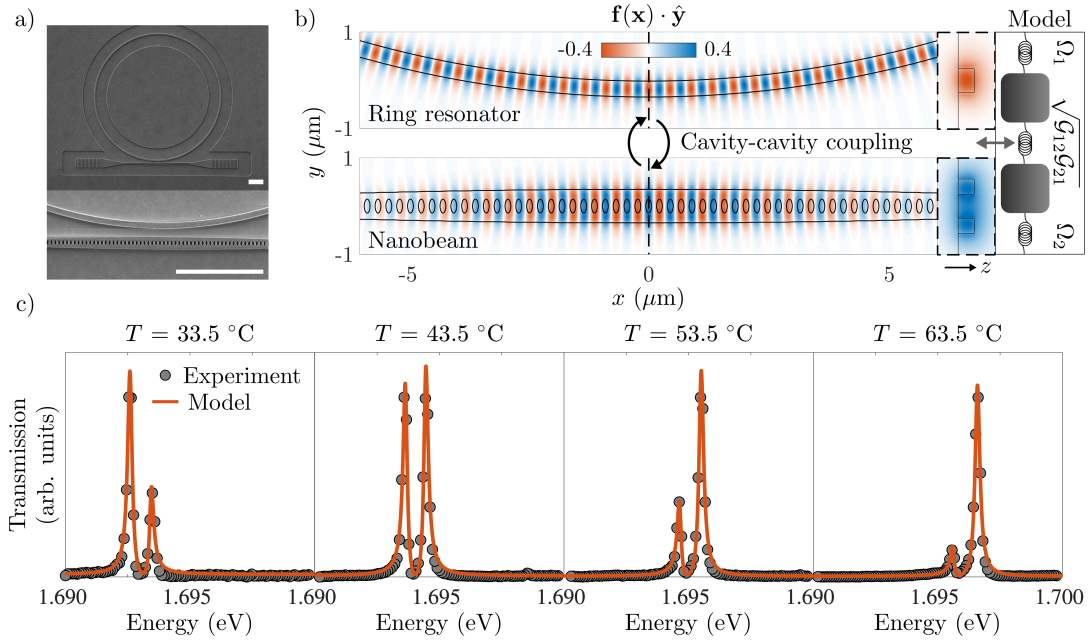 a)
b)
f(x) · ŷ
Model
-0.4
0.4
1
y (μm)
-1
Ring resonator
Cavity-cavity coupling
1
-1
Nanobeam
-5
0
5
x (μm)
z
Ω₁
√𝒢₁₂𝒢₂₁
Ω₂
c)
T = 33.5 °C
T = 43.5 °C
T = 53.5 °C
T = 63.5 °C
Experiment
Model
Transmission
(arb. units)
1.690
1.695
1.690
1.695
1.690
1.695
1.690
1.695
1.700
Energy (eV)
Energy (eV)
Energy (eV)
Energy (eV)